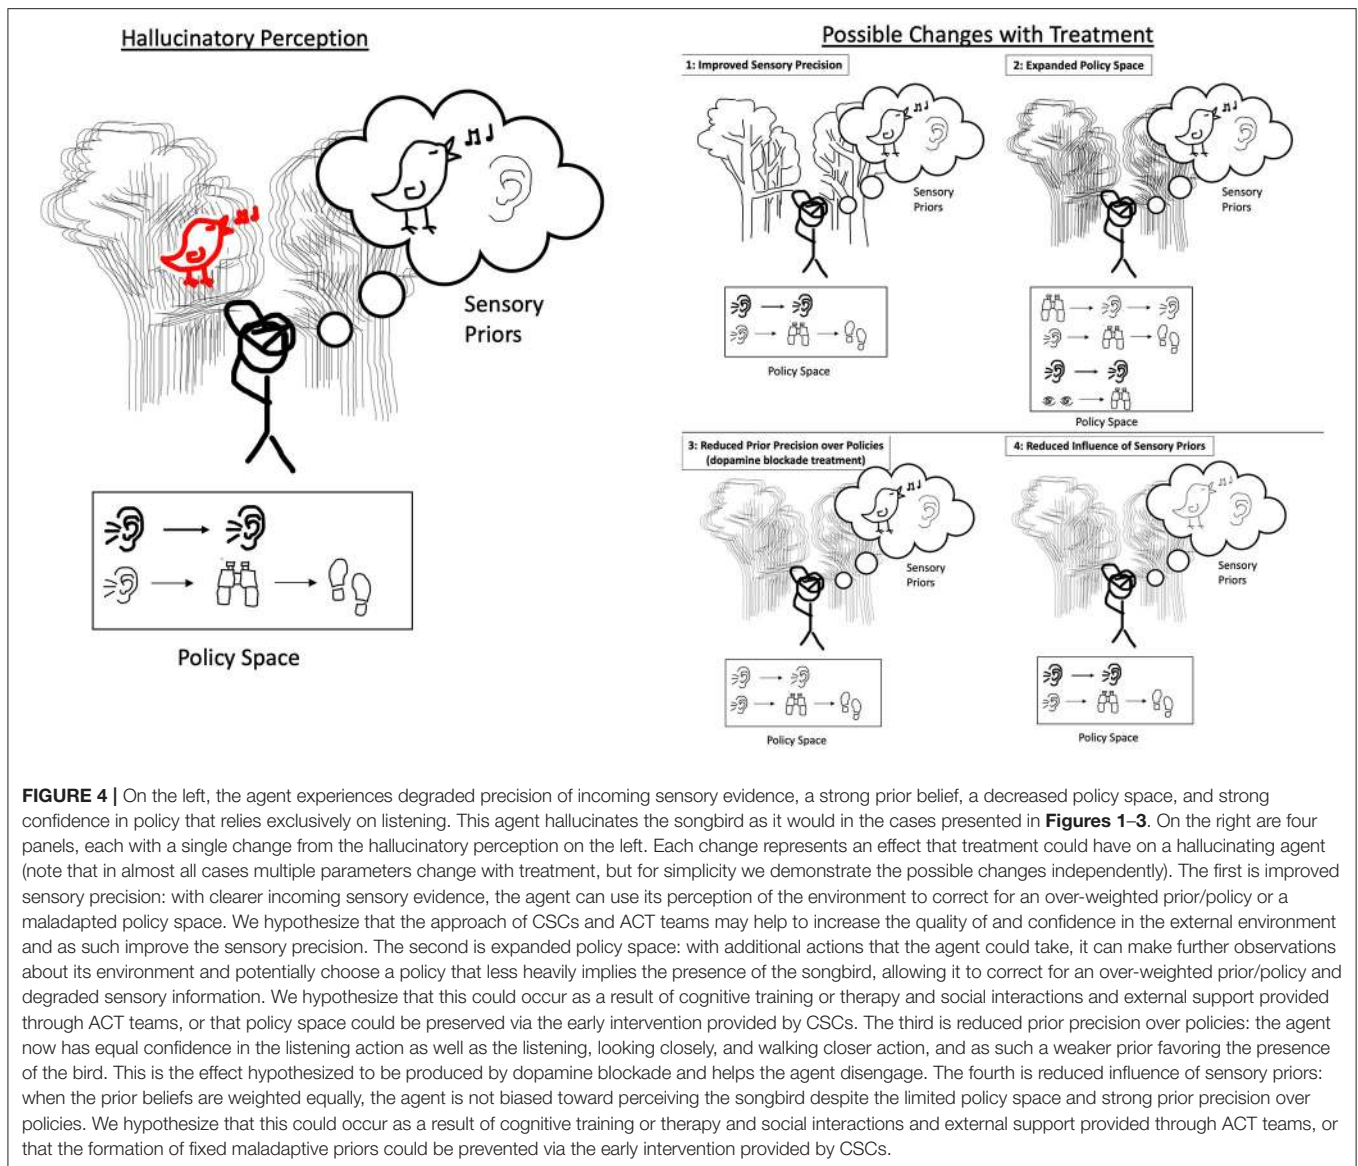 Hallucinatory Perception
Sensory
Priors
Policy Space
Possible Changes with Treatment
1: Improved Sensory Precision
Sensory
Priors
Policy Space
2: Expanded Policy Space
Sensory
Priors
Policy Space
3: Reduced Prior Precision over Policies
(dopamine blockade treatment)
Sensory
Priors
Policy Space
4: Reduced Influence of Sensory Priors
Sensory
Priors
Policy Space
FIGURE 4 | On the left, the agent experiences degraded precision of incoming sensory evidence, a strong prior belief, a decreased policy space, and strong
confidence in policy that relies exclusively on listening. This agent hallucinates the songbird as it would in the cases presented in Figures 1–3. On the right are four
panels, each with a single change from the hallucinatory perception on the left. Each change represents an effect that treatment could have on a hallucinating agent
(note that in almost all cases multiple parameters change with treatment, but for simplicity we demonstrate the possible changes independently). The first is improved
sensory precision: with clearer incoming sensory evidence, the agent can use its perception of the environment to correct for an over-weighted prior/policy or a
maladapted policy space. We hypothesize that the approach of CSCs and ACT teams may help to increase the quality of and confidence in the external environment
and as such improve the sensory precision. The second is expanded policy space: with additional actions that the agent could take, it can make further observations
about its environment and potentially choose a policy that less heavily implies the presence of the songbird, allowing it to correct for an over-weighted prior/policy and
degraded sensory information. We hypothesize that this could occur as a result of cognitive training or therapy and social interactions and external support provided
through ACT teams, or that policy space could be preserved via the early intervention provided by CSCs. The third is reduced prior precision over policies: the agent
now has equal confidence in the listening action as well as the listening, looking closely, and walking closer action, and as such a weaker prior favoring the presence
of the bird. This is the effect hypothesized to be produced by dopamine blockade and helps the agent disengage. The fourth is reduced influence of sensory priors:
when the prior beliefs are weighted equally, the agent is not biased toward perceiving the songbird despite the limited policy space and strong prior precision over
policies. We hypothesize that this could occur as a result of cognitive training or therapy and social interactions and external support provided through ACT teams, or
that the formation of fixed maladaptive priors could be prevented via the early intervention provided by CSCs.